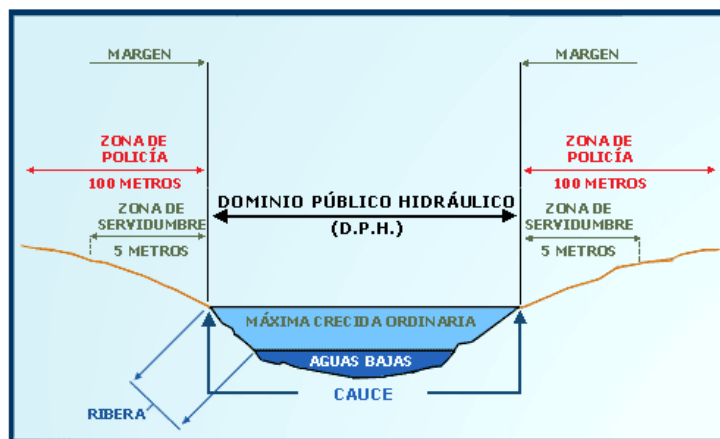 MARGEN
MARGEN
ZONA DE
POLICÍA
100 METROS
ZONA DE
POLICÍA
100 METROS
DOMINIO PÚBLICO HIDRÁULICO
(D.P.H.)
ZONA DE
SERVIDUMBRE
5 METROS
ZONA DE
SERVIDUMBRE
5 METROS
MÁXIMA CRECIDA ORDINARIA
AGUAS BAJAS
CAUCE
RIBERA